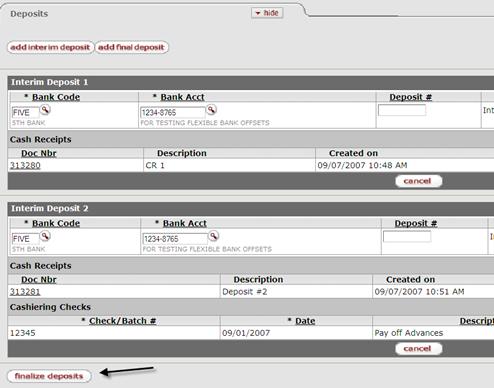 Deposits
hide
add interim deposit add final deposit
Interim Deposit 1
* Bank Code * Bank Acct Deposit #
FIVE 1234-8765 Int
5TH BANK FOR TESTING FLEXIBLE BANK OFFSETS
Cash Receipts
Doc Nbr Description Created on
313280 CR 1 09/07/2007 10:48 AM
cancel
Interim Deposit 2
* Bank Code * Bank Acct Deposit #
FIVE 1234-8765
5TH BANK FOR TESTING FLEXIBLE BANK OFFSETS
Cash Receipts
Doc Nbr Description Created on
313281 Deposit #2 09/07/2007 10:51 AM
Cashiering Checks
* Check/Batch # * Date Descript
12345 09/01/2007 Pay off Advances
cancel
finalize deposits